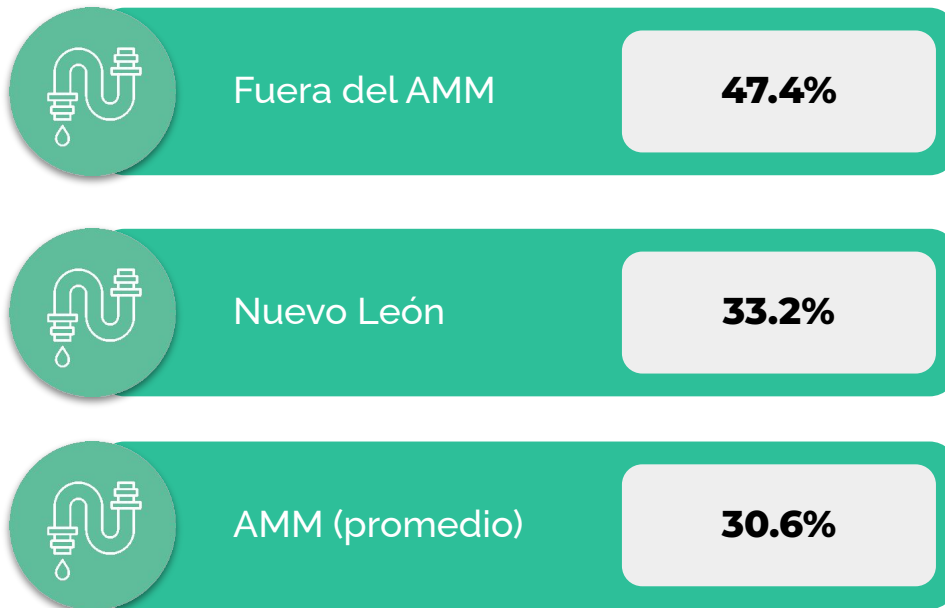 Fuera del AMM
47.4%
Nuevo León
33.2%
AMM (promedio)
30.6%